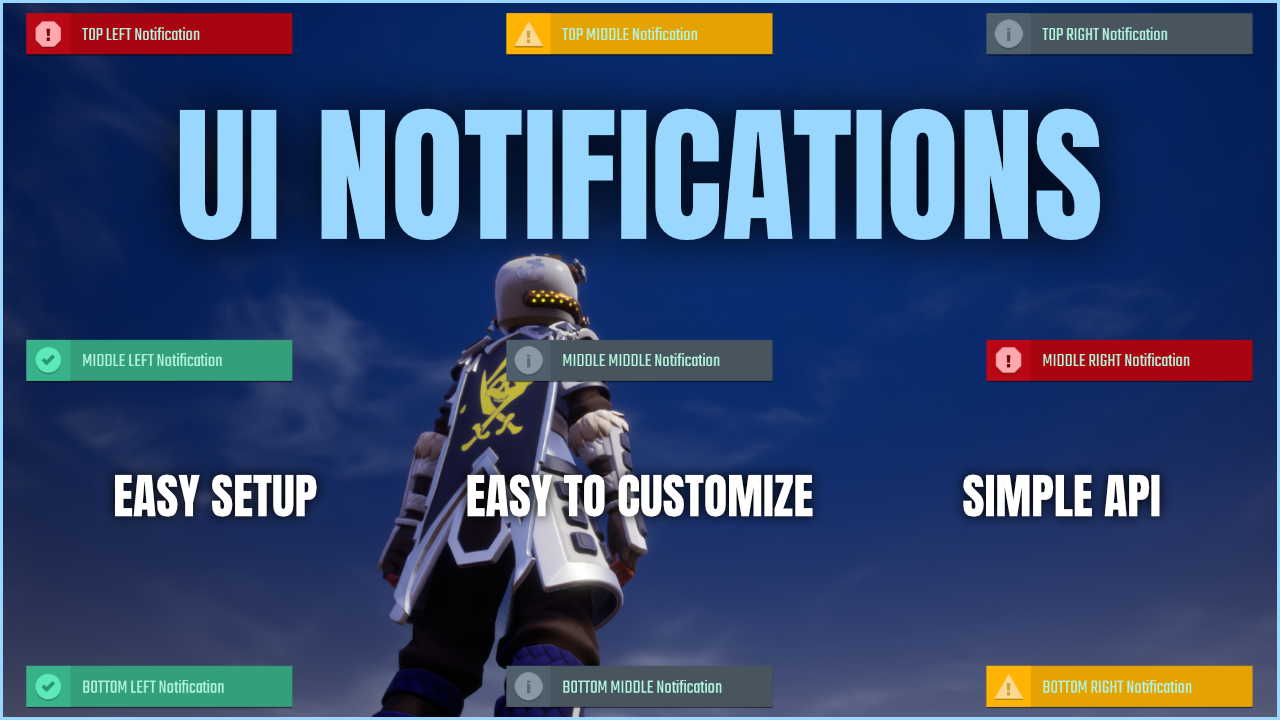 TOP LEFT Notification
TOP MIDDLE Notification
TOP RIGHT Notification
UI NOTIFICATIONS
MIDDLE LEFT Notification
MIDDLE MIDDLE Notification
MIDDLE RIGHT Notification
EASY SETUP
EASY TO CUSTOMIZE
SIMPLE API
BOTTOM LEFT Notification
BOTTOM MIDDLE Notification
BOTTOM RIGHT Notification